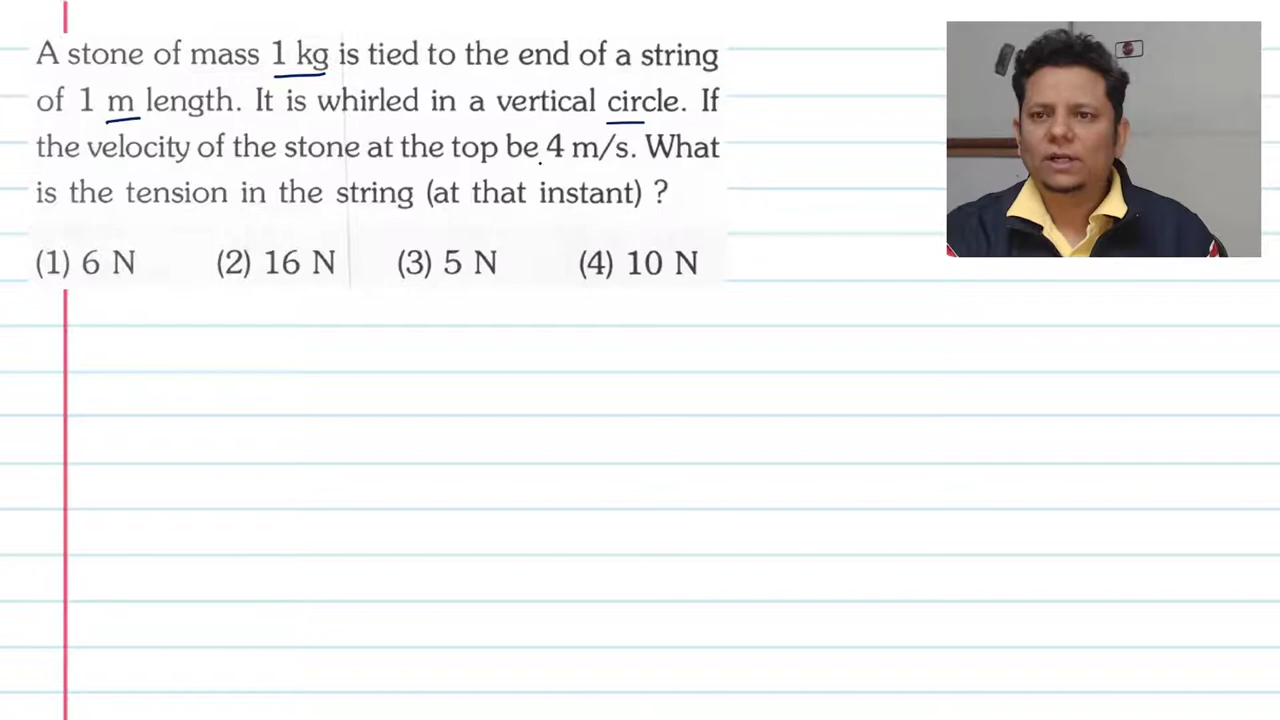 A stone of mass 1 kg is tied to the end of a string
of 1 m length. It is whirled in a vertical circle. If
the velocity of the stone at the top be 4 m/s. What
is the tension in the string (at that instant) ?
(1) 6 N (2) 16 N (3) 5 N (4) 10 N